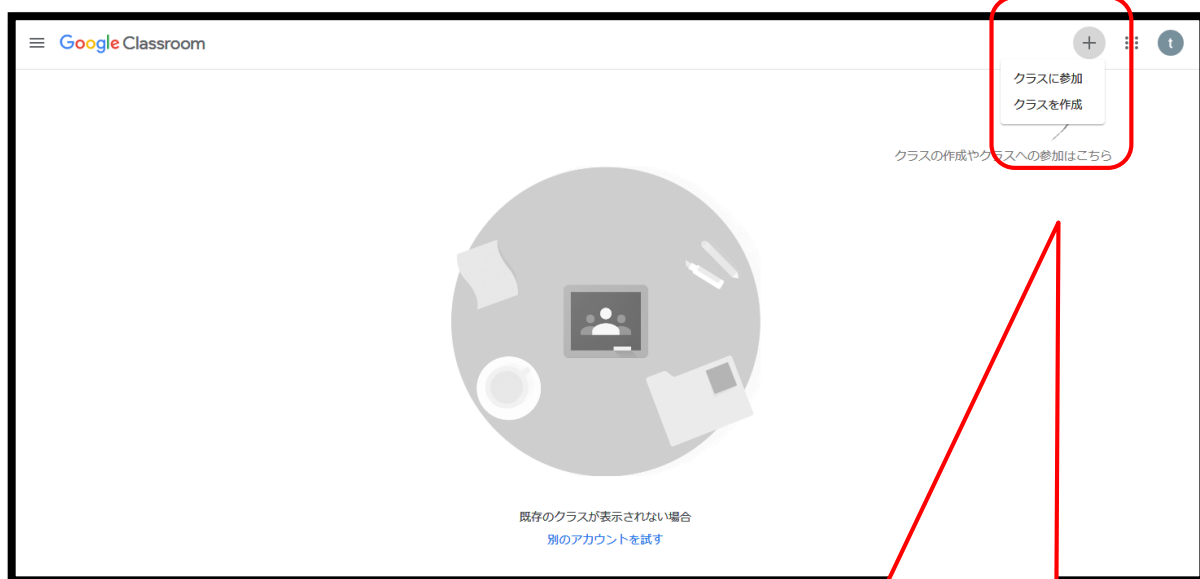 Google Classroom
t
クラスに参加
クラスを作成
クラスの作成やクラスへの参加はこちら
既存のクラスが表示されない場合
別のアカウントを試す